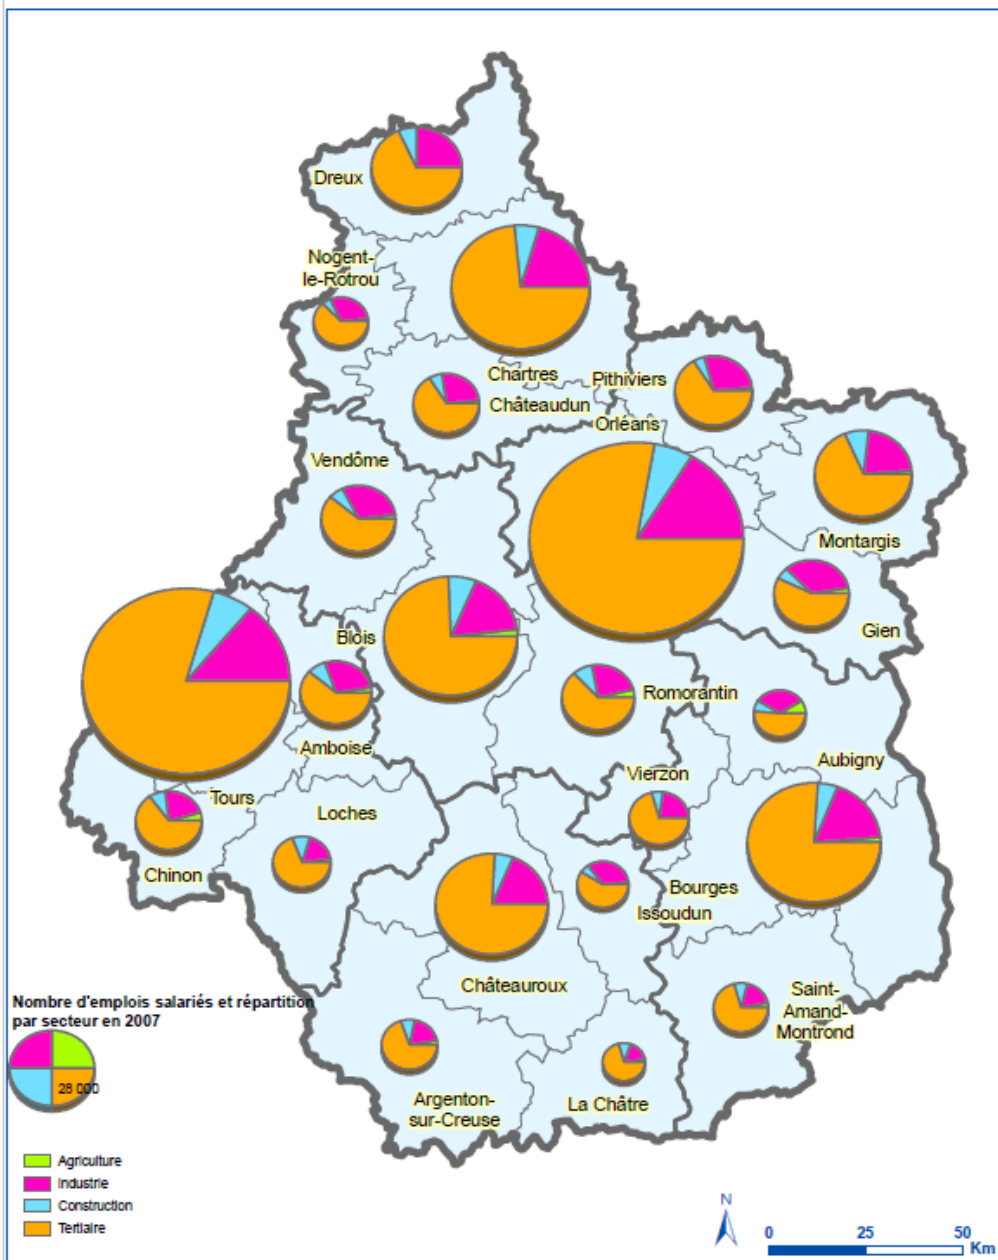 Dreux
Nogent-
le-Rotrou
Chartres
Pithiviers
Châteaudun
Orléans
Vendôme
Montargis
Gien
Blois
Romorantin
Amboise
Aubigny
Vierzon
Tours
Loches
Chinon
Bourges
Issoudun
Châteauroux
Saint-
Amand-
Montrond
Nombre d'emplois salariés et répartition
par secteur en 2007
28 000
Argenton-
sur-Creuse
La Châtre
Agriculture
Industrie
Construction
Tertiaire
N
0 25 50
Km